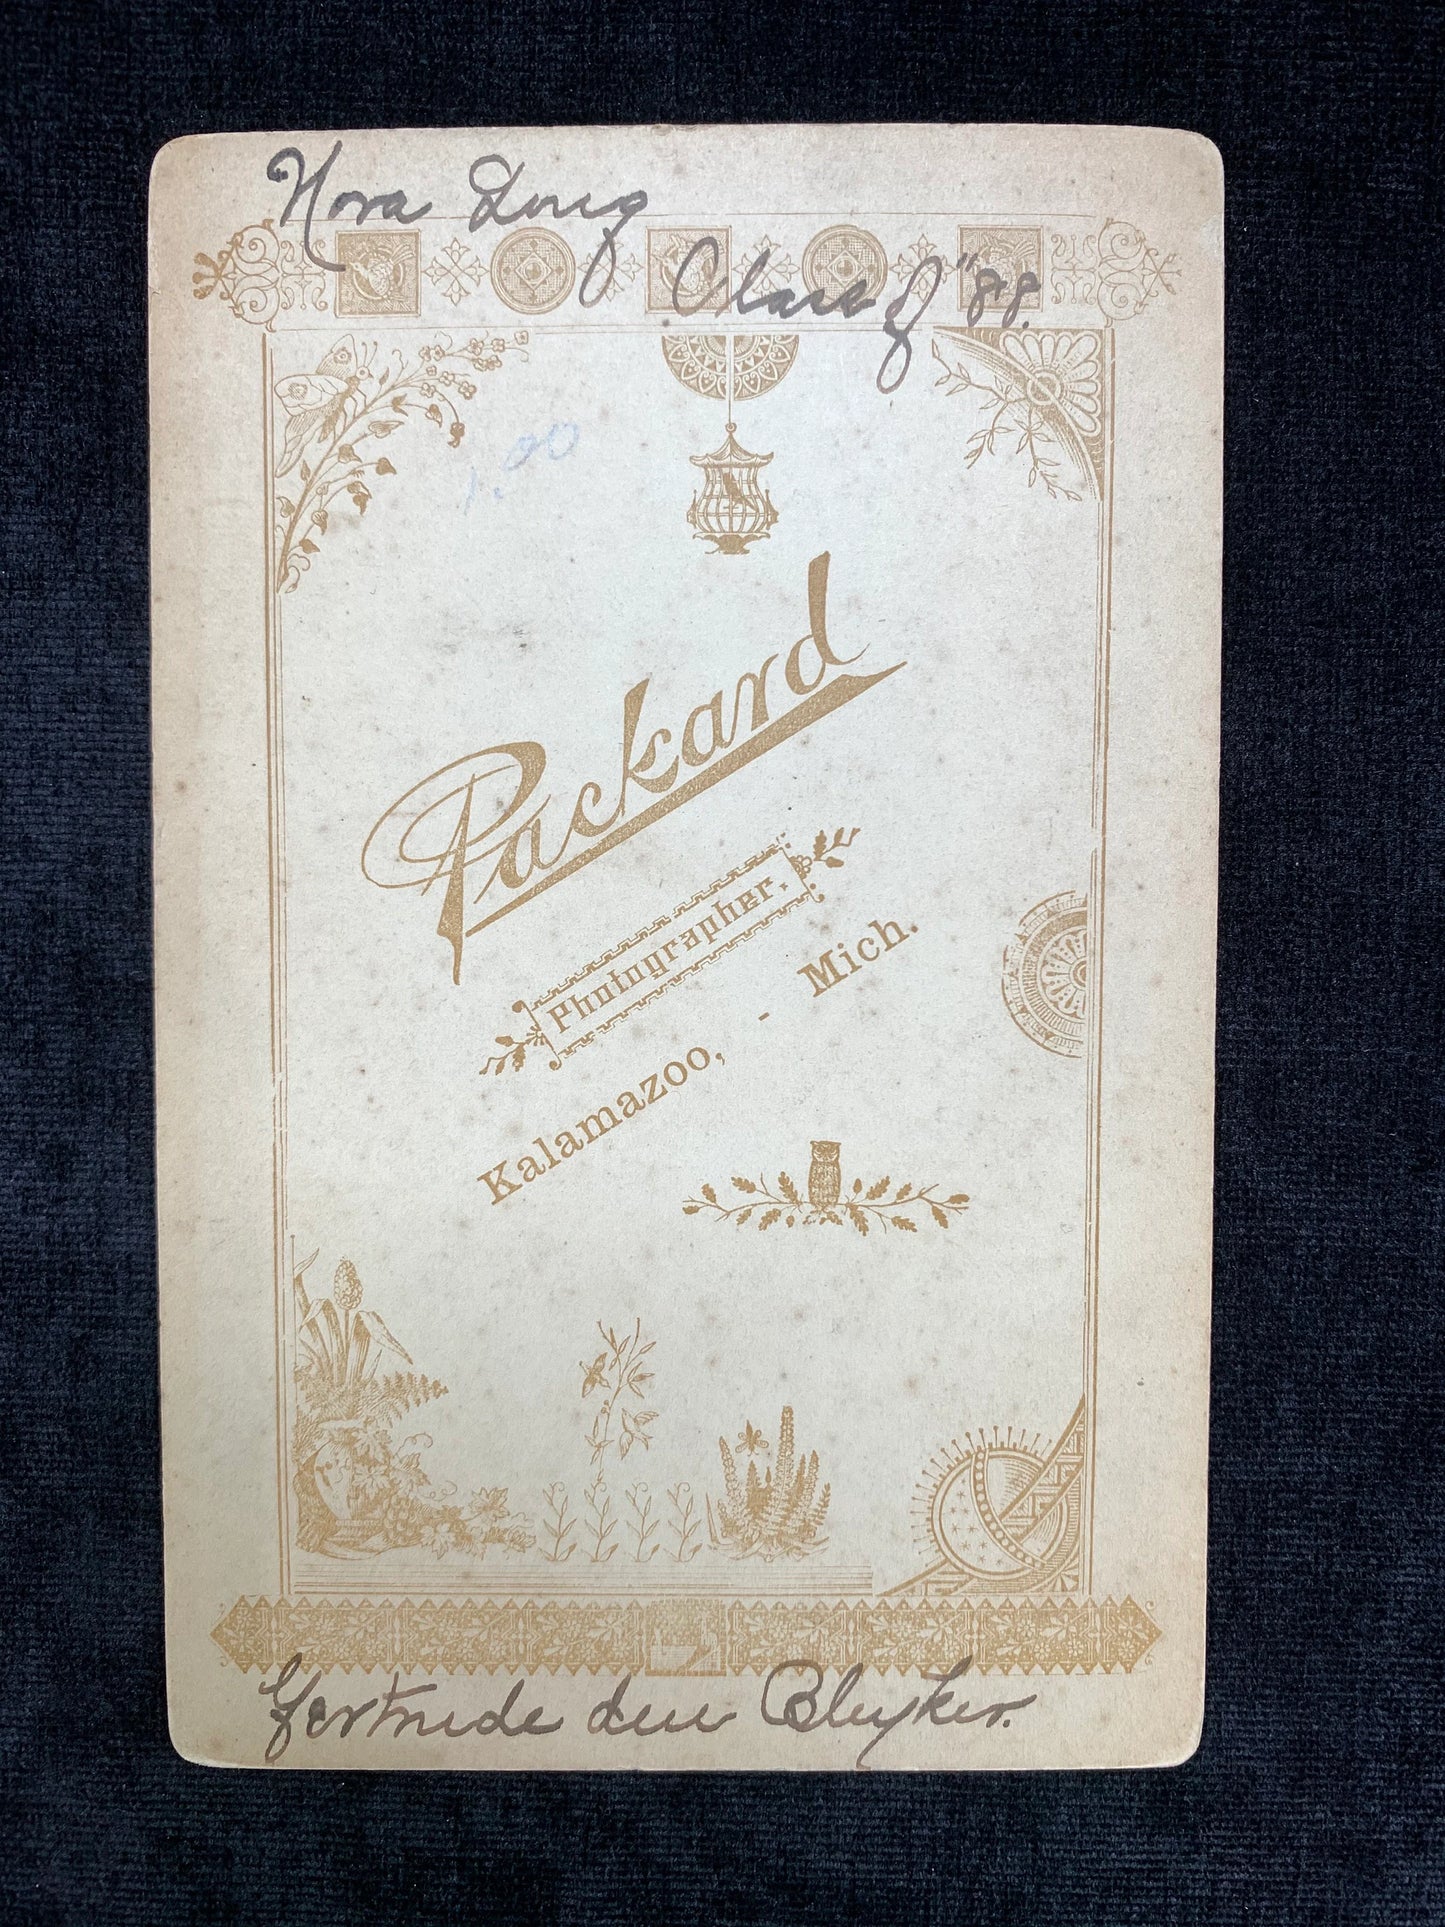 Nora Long
Class of "88.
1.00
Packard
Photographer.
Kalamazoo, - Mich.
Gertrude den Bleyker.